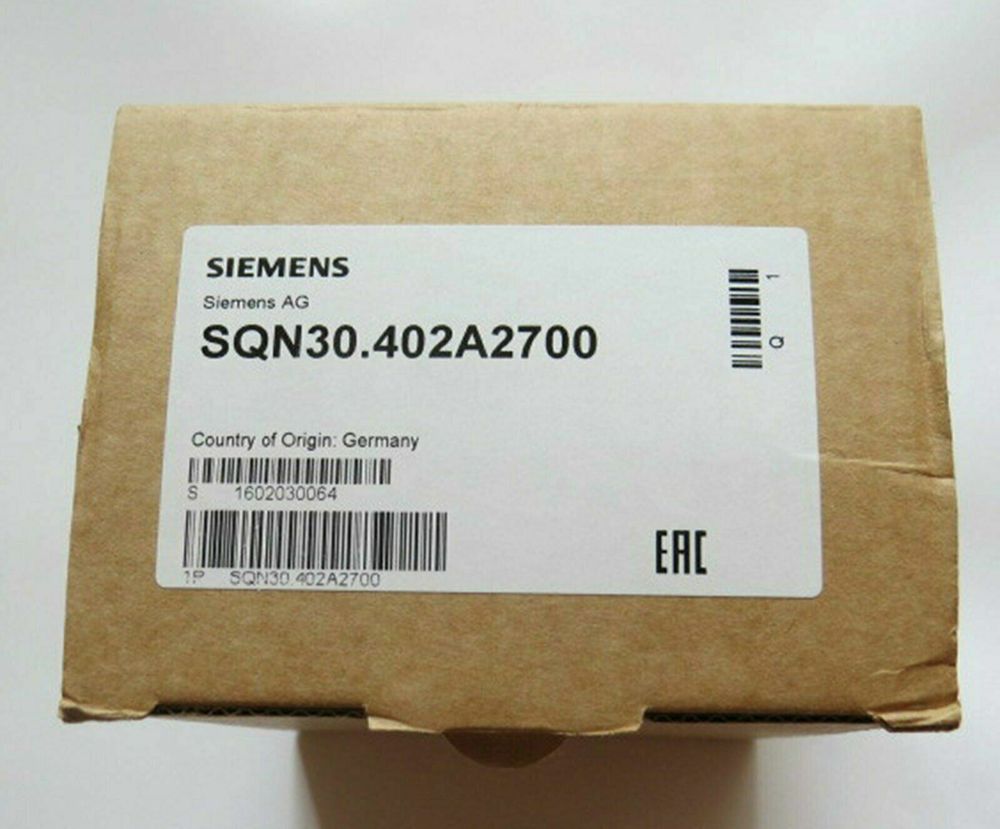 SIEMENS
Siemens AG
SQN30.402A2700
Q 1
Country of Origin: Germany
S 1602030064
1P SQN30.402A2700
EAC